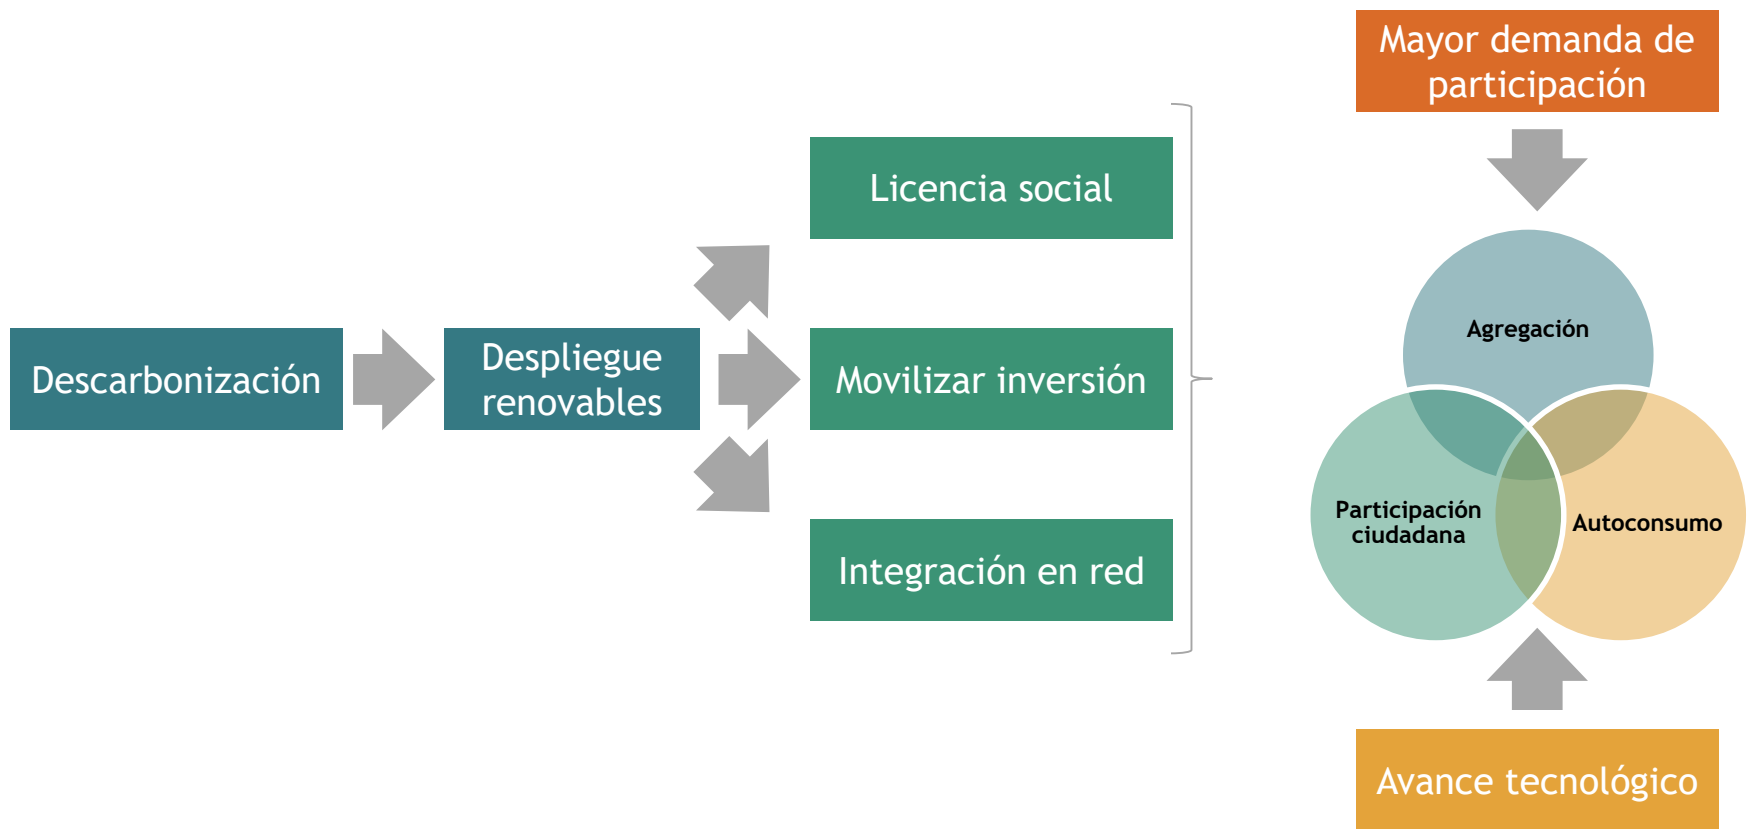 Descarbonización
Despliegue
renovables
Licencia social
Movilizar inversión
Integración en red
Mayor demanda de
participación
Agregación
Participación
ciudadana
Autoconsumo
Avance tecnológico